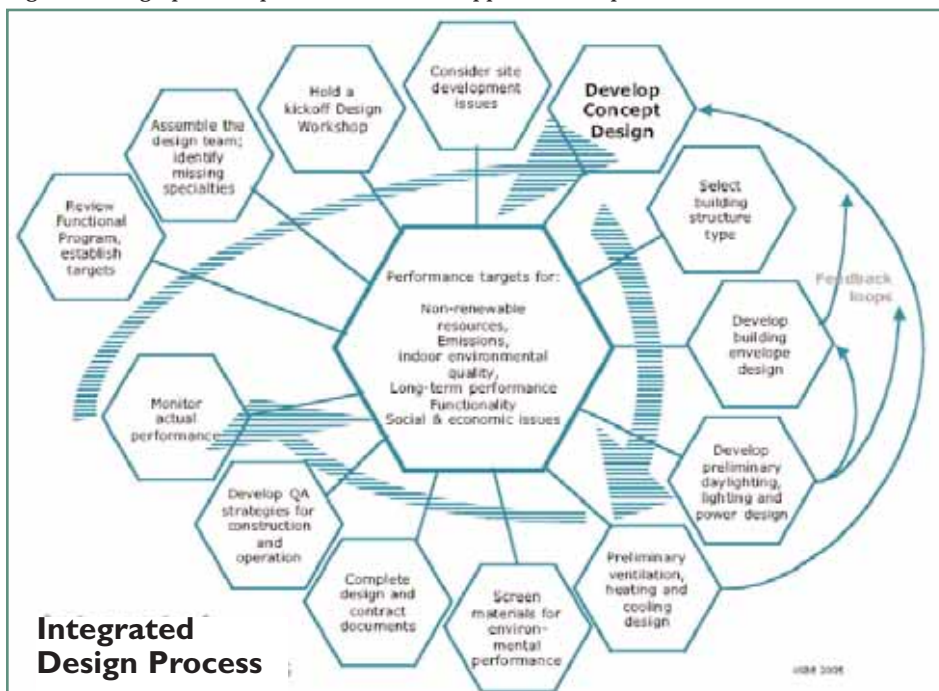 Consider site
development
issues
Develop
Concept
Design
Hold a
kickoff Design
Workshop
Assemble the
design team;
identify
missing
specialties
Review
Functional
Program,
establish
targets
Select
building
structure
type
Feedback
loops
Performance targets for:
Non-renewable
resources,
Emissions,
indoor environmental
quality,
Long-term performance
Functionality
Social & economic issues
Develop
building
envelope
design
Monitor
actual
performance
Develop
preliminary
daylighting,
lighting and
power design
Develop QA
strategies for
construction
and
operation
Preliminary
ventilation,
heating and
cooling
design
Complete
design and
contract
documents
Screen
materials for
environ-
mental
performance
Integrated
Design Process